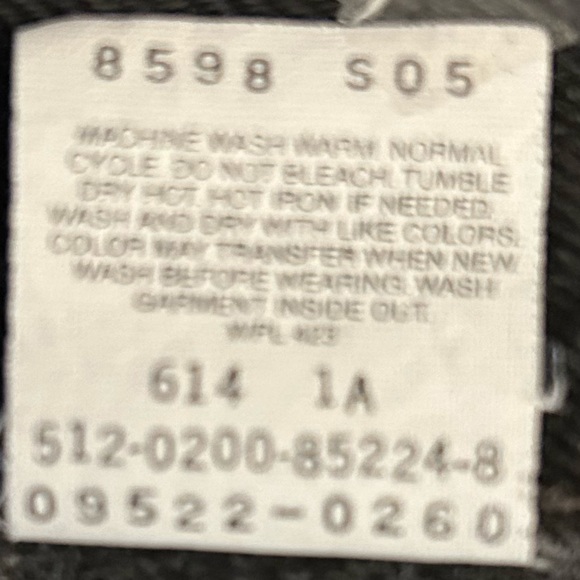 8598 S05
MACHINE WASH WARM. NORMAL
CYCLE. DO NOT BLEACH. TUMBLE
DRY HOT. HOT IRON IF NEEDED.
WASH AND DRY WITH LIKE COLORS.
COLOR MAY TRANSFER WHEN NEW.
WASH BEFORE WEARING. WASH
GARMENT INSIDE OUT.
WPL 423
614 1A
512-0200-85224-8
09522-0260